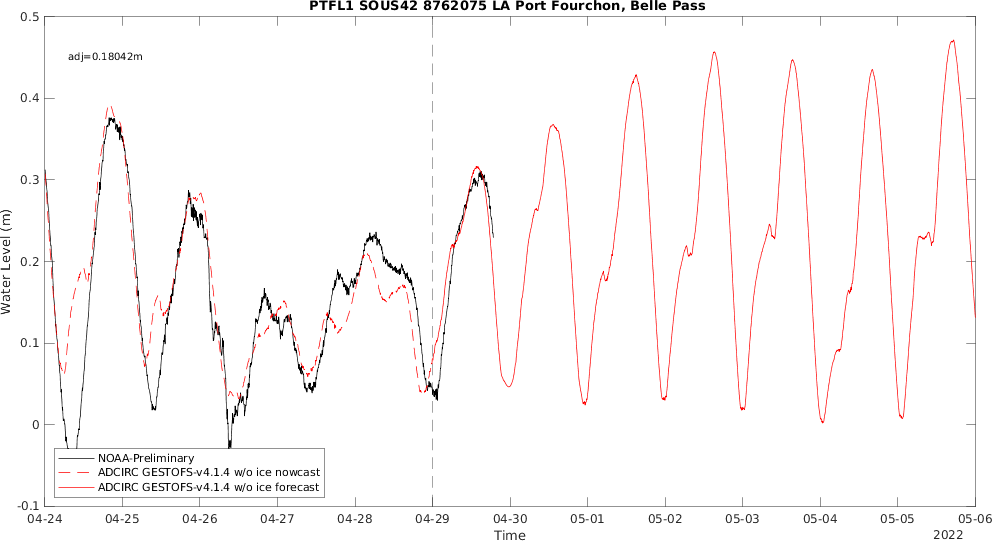 PTFL1 SOUS42 8762075 LA Port Fourchon, Belle Pass
adj=0.18042m
0.5
0.4
0.3
0.2
0.1
0
-0.1
Water Level (m)
NOAA-Preliminary
ADCIRC GESTOFS-v4.1.4 w/o ice nowcast
ADCIRC GESTOFS-v4.1.4 w/o ice forecast
04-24 04-25 04-26 04-27 04-28 04-29 04-30 05-01 05-02 05-03 05-04 05-05 05-06
Time
2022